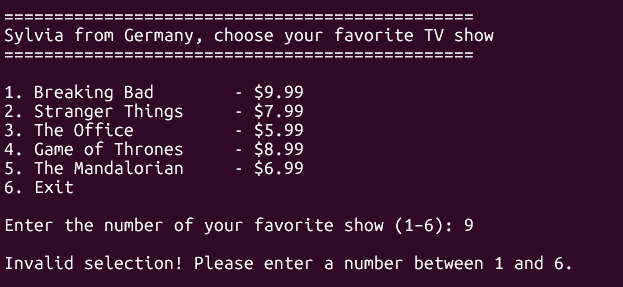 ===============================================
Sylvia from Germany, choose your favorite TV show
===============================================
1. Breaking Bad        - $9.99
2. Stranger Things     - $7.99
3. The Office          - $5.99
4. Game of Thrones     - $8.99
5. The Mandalorian     - $6.99
6. Exit
Enter the number of your favorite show (1-6): 9
Invalid selection! Please enter a number between 1 and 6.